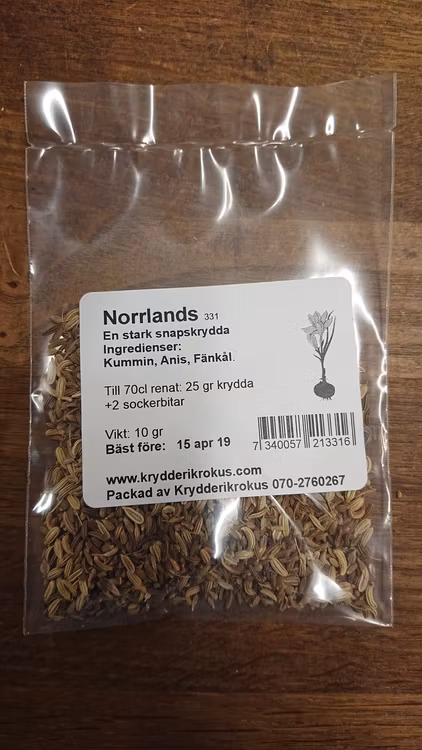 Norrlands 331
En stark snapskrydda
Ingredienser:
Kummin, Anis, Fänkål.
Till 70cl renat: 25 gr krydda
+2 sockerbitar
Vikt: 10 gr
Bäst före: 15 apr 19
7 340057 213316
www.krydderikrokus.com
Packad av Krydderikrokus 070-2760267